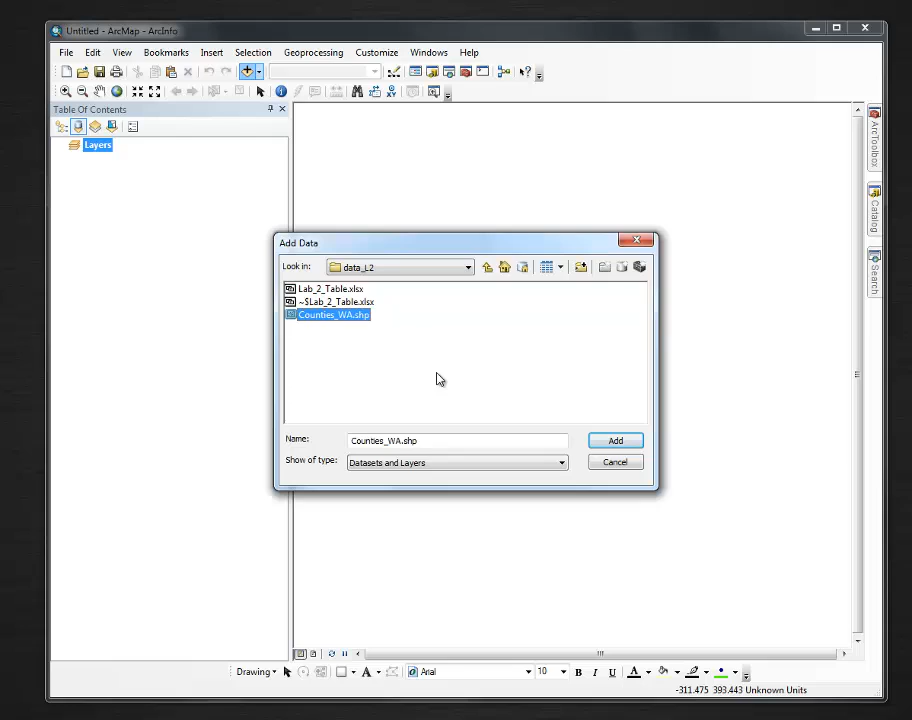 Untitled - ArcMap - ArcInfo
File Edit View Bookmarks Insert Selection Geoprocessing Customize Windows Help
Table Of Contents
Layers
ArcToolbox
Catalog
Search
Add Data
Look in: data_L2
Lab_2_Table.xlsx
~$Lab_2_Table.xlsx
Counties_WA.shp
Name: Counties_WA.shp Add
Show of type: Datasets and Layers Cancel
Drawing A Arial 10 B I U A
-311.475 393.443 Unknown Units